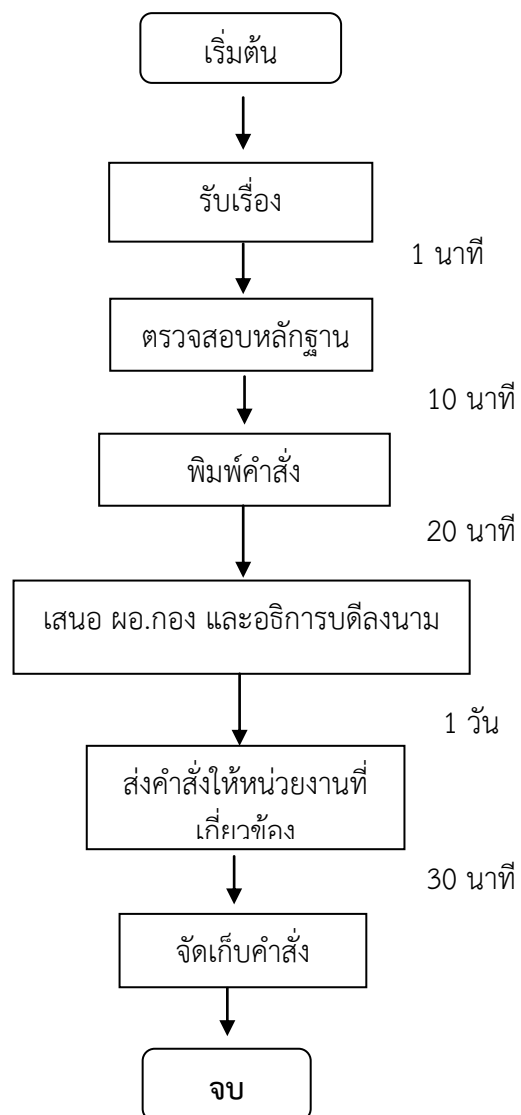 เริ่มต้น
รับเรื่อง
1 นาที
ตรวจสอบหลักฐาน
10 นาที
พิมพ์คำสั่ง
20 นาที
เสนอ ผอ.กอง และอธิการบดีลงนาม
1 วัน
ส่งคำสั่งให้หน่วยงานที่
เกี่ยวข้อง
30 นาที
จัดเก็บคำสั่ง
จบ